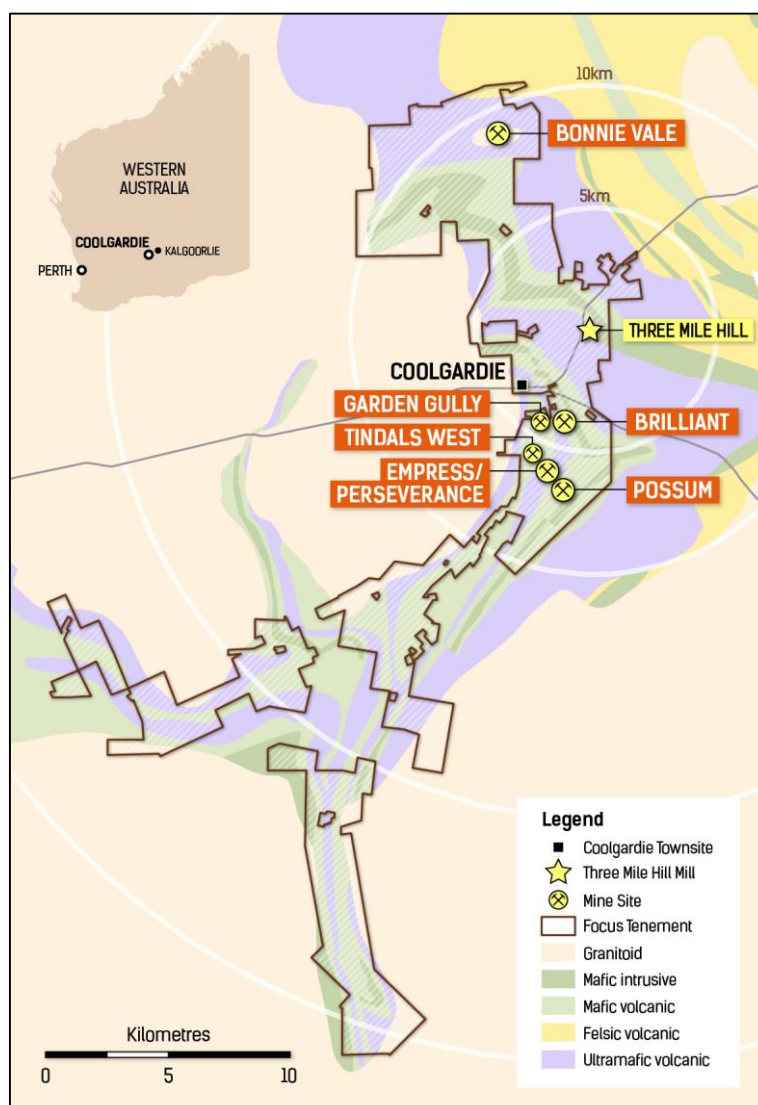 10km
BONNIE VALE
WESTERN
AUSTRALIA
5km
COOLGARDIE
KALGOORLIE
PERTH
THREE MILE HILL
COOLGARDIE
GARDEN GULLY
BRILLIANT
TINDALS WEST
EMPRESS/
PERSEVERANCE
POSSUM
Legend
Coolgardie Townsite
Three Mile Hill Mill
Mine Site
Focus Tenement
Granitoid
Mafic intrusive
Mafic volcanic
Felsic volcanic
Ultramafic volcanic
Kilometres
0 5 10